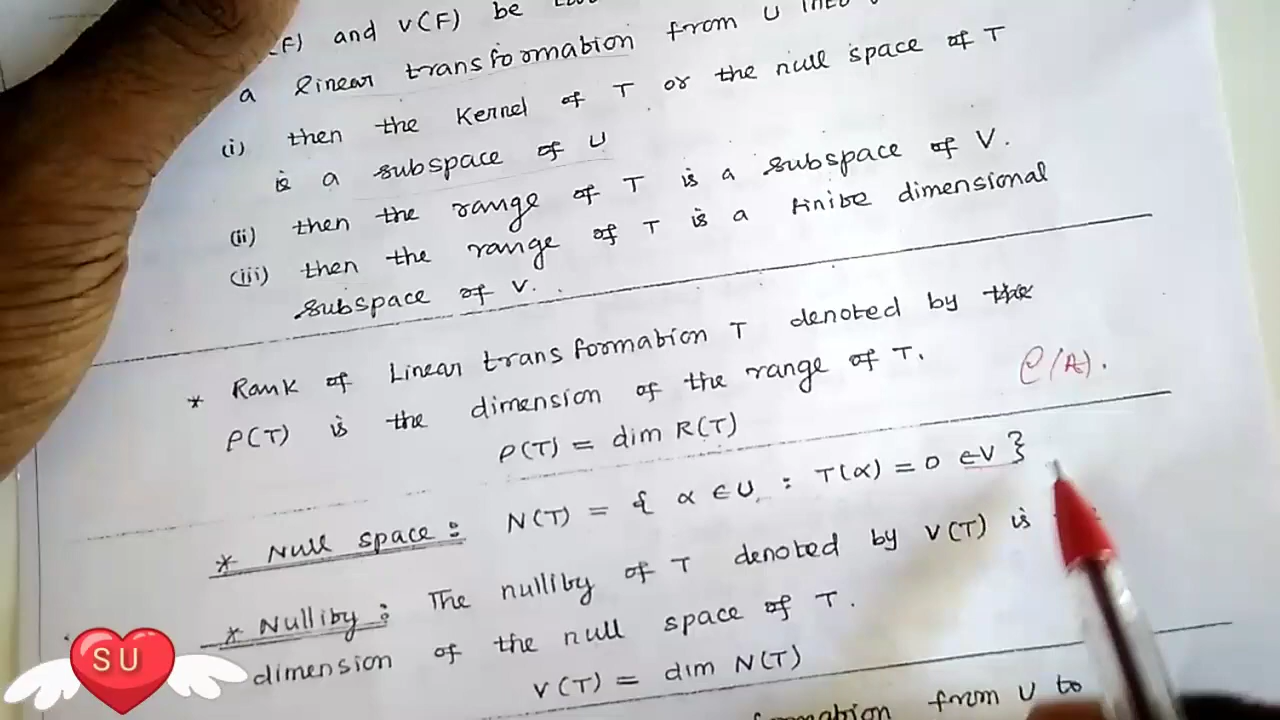 F) and V(F) be
a linear transformation from U into
(i) then the Kernel of T or the null space of T
is a subspace of U
(ii) then the range of T is a subspace of V.
(iii) then the range of T is a finite dimensional
subspace of V.
* Rank of Linear transformation T denoted by the
ρ(T) is the dimension of the range of T.
ρ(A).
ρ(T) = dim R(T)
* Null space: N(T) = { α ∈ U : T(α) = 0 ∈ V }
* Nullity: The nullity of T denoted by V(T) is
dimension of the null space of T.
V(T) = dim N(T)
from U to
SU